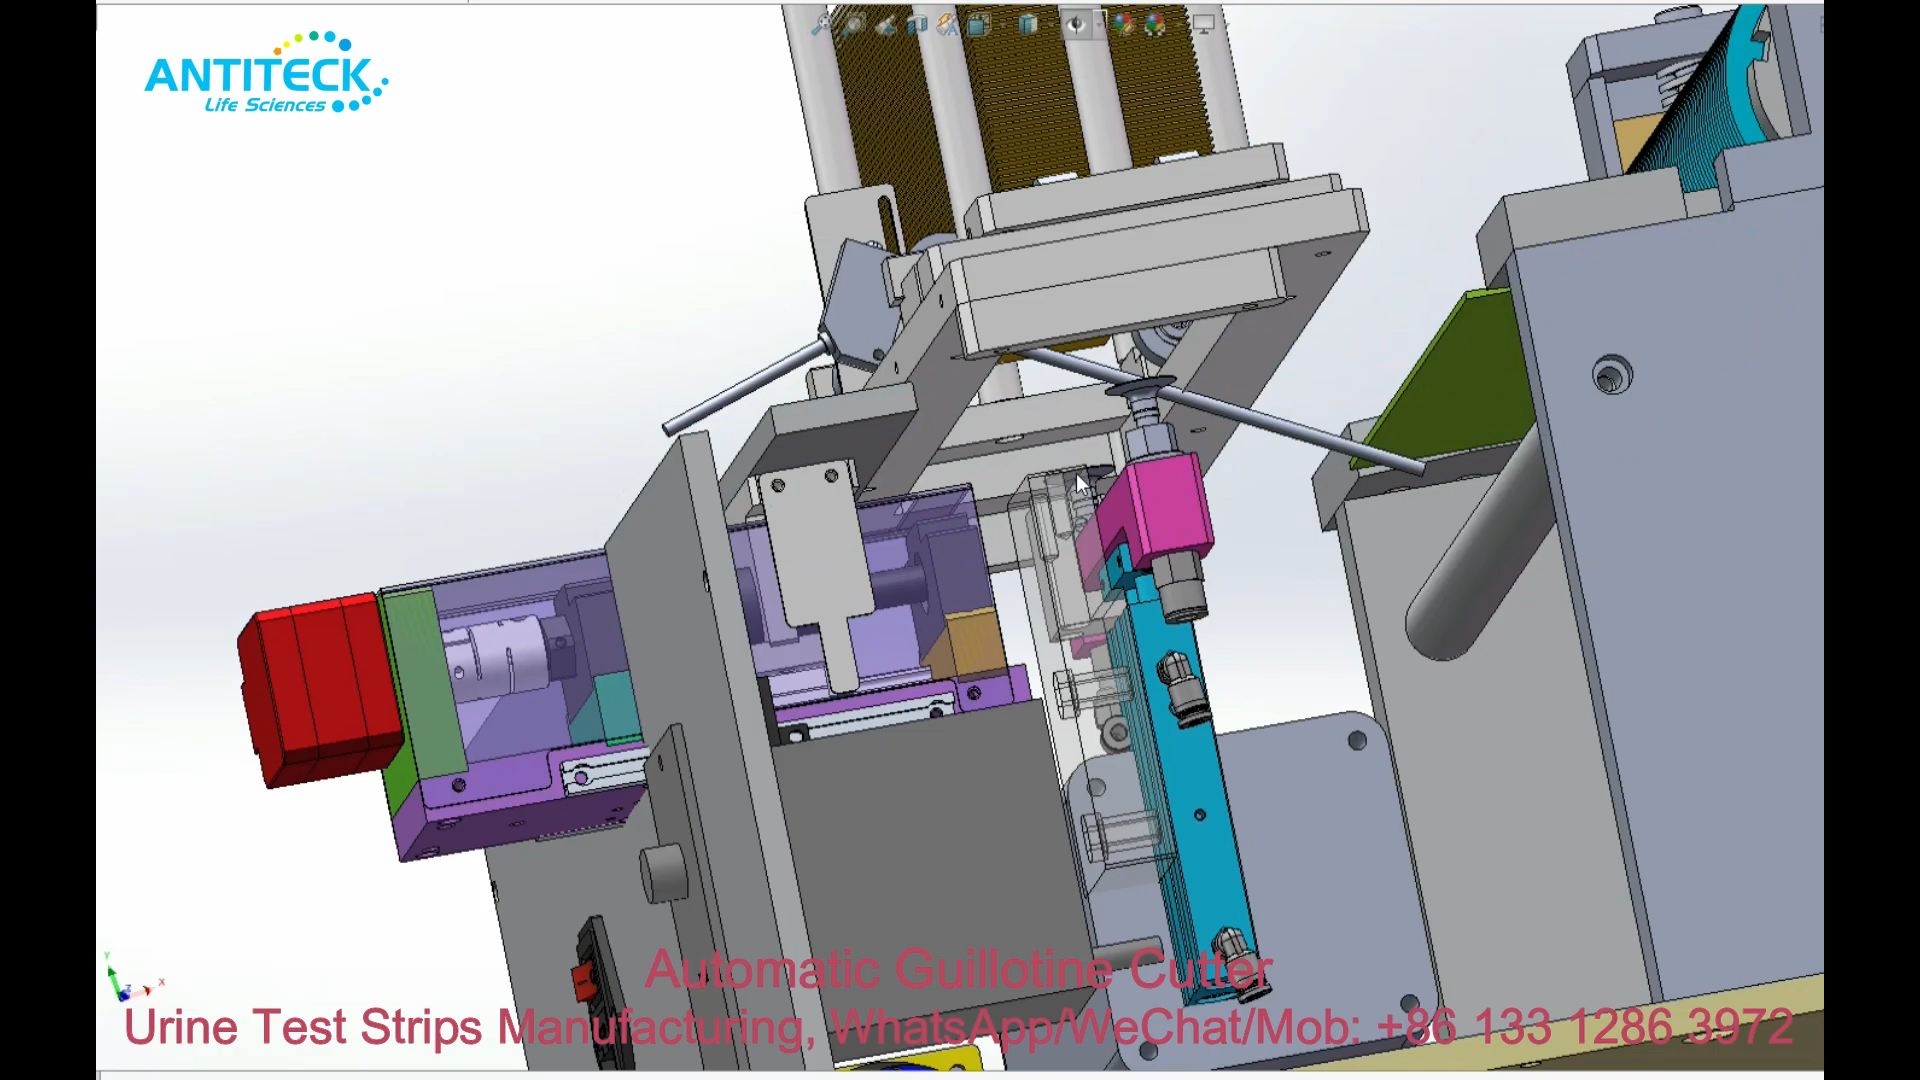 ANTITECK
Life Sciences
Automatic Guillotine Cutter
Urine Test Strips Manufacturing, WhatsApp/WeChat/Mob: +86 133 1286 3972
Y
Z
X